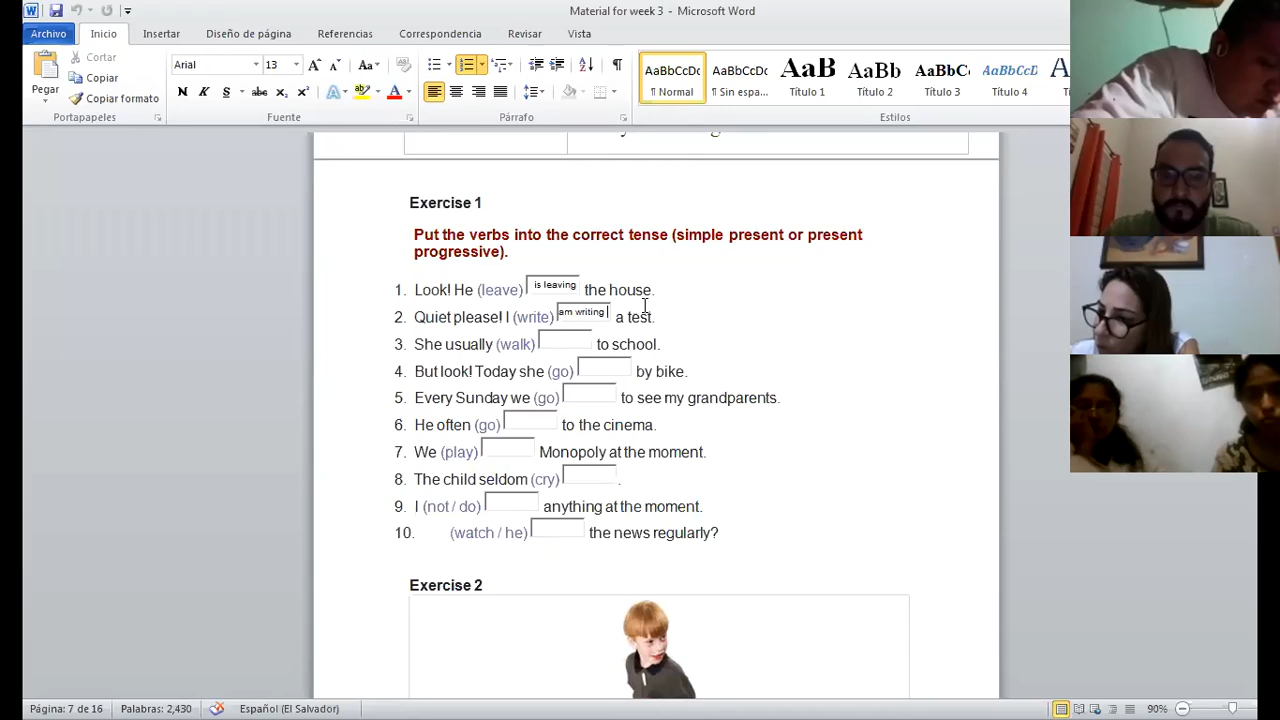 Material for week 3 - Microsoft Word
Archivo Inicio Insertar Diseño de página Referencias Correspondencia Revisar Vista
Cortar
Copiar
Copiar formato
Pegar
Arial 13 Aa
N K S abc x₂ x² A ab A
AaBbCcDc AaBbCcDc AaB AaBbC AaBbC AaBbCcD
¶ Normal ¶ Sin espa... Título 1 Título 2 Título 3 Título 4
Portapapeles Fuente Párrafo Estilos
Exercise 1
Put the verbs into the correct tense (simple present or present
progressive).
1. Look! He (leave) is leaving the house.
2. Quiet please! I (write) am writing a test.
3. She usually (walk) to school.
4. But look! Today she (go) by bike.
5. Every Sunday we (go) to see my grandparents.
6. He often (go) to the cinema.
7. We (play) Monopoly at the moment.
8. The child seldom (cry) .
9. I (not / do) anything at the moment.
10. (watch / he) the news regularly?
Exercise 2
Página: 7 de 16 Palabras: 2,430 Español (El Salvador) 90%